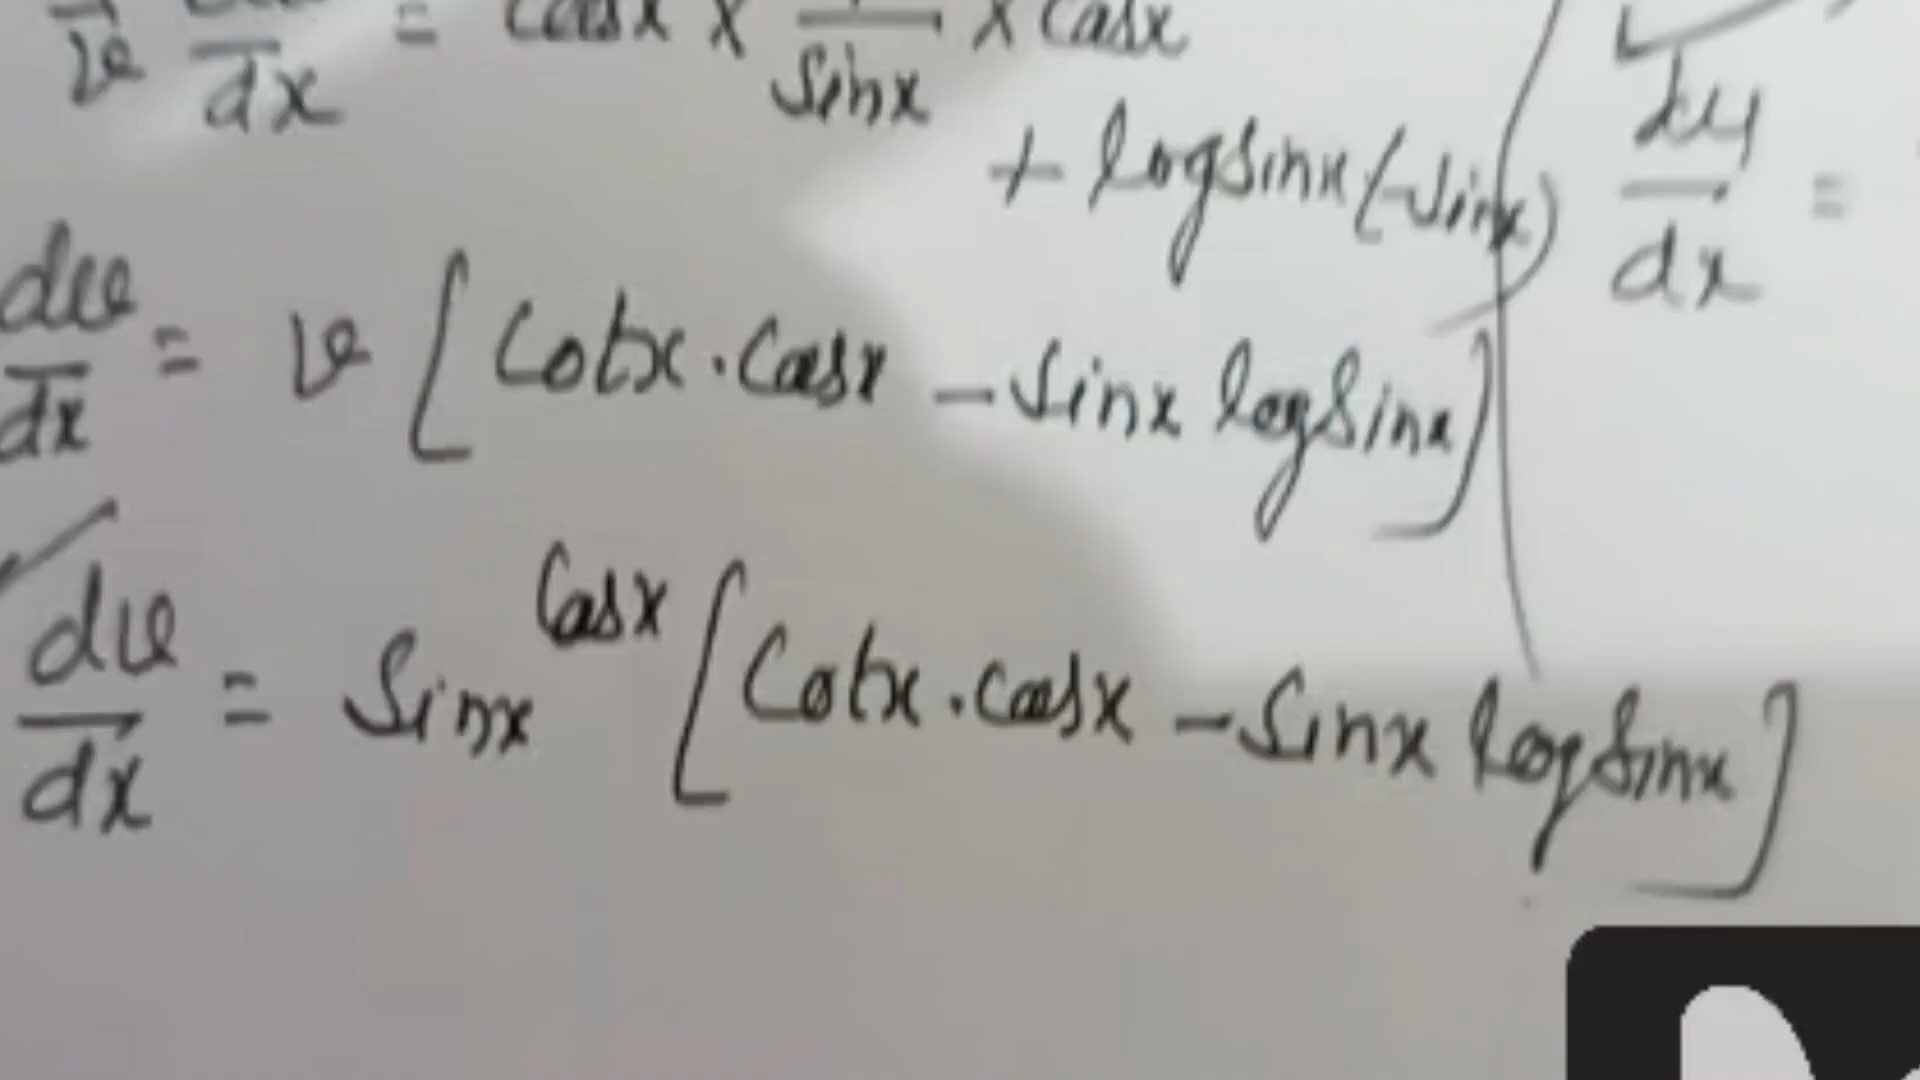 1/v dv/dx = Cosx × 1/Sinx × Cosx
+ logSinx(-Sinx)
dv/dx = v [Cotx . Cosx - Sinx logSinx]
dv/dx = Sinx^Cosx [Cotx . Cosx - Sinx logSinx]
dy/dx =